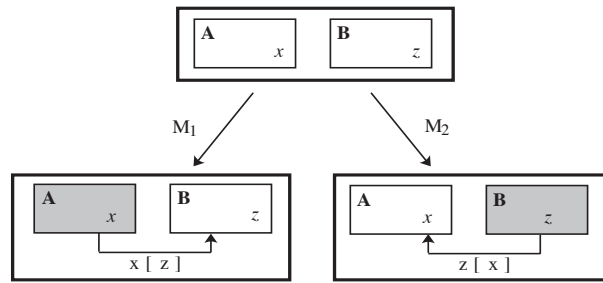 A B
x z
M1 M2
A B A B
x z x z
x [ z ] z [ x ]